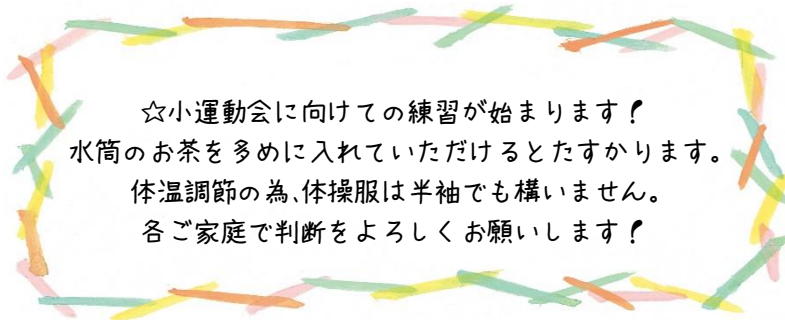 ☆小運動会に向けての練習が始まります！
水筒のお茶を多めに入れていただけるとたすかります。
体温調節の為、体操服は半袖でも構いません。
各ご家庭で判断をよろしくお願いします！